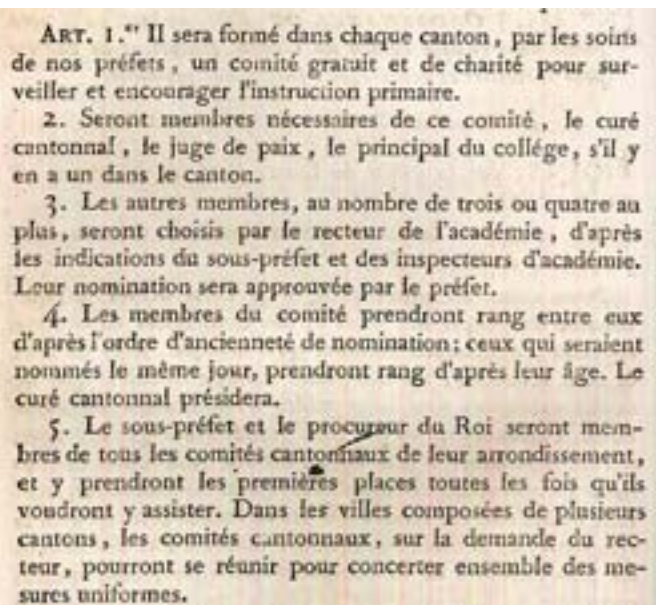 ART. 1.er Il sera formé dans chaque canton, par les soins
de nos préfets, un comité gratuit et de charité pour sur-
veiller et encourager l'instruction primaire.
2. Seront membres nécessaires de ce comité, le curé
cantonnal, le juge de paix, le principal du collége, s'il y
en a un dans le canton.
3. Les autres membres, au nombre de trois ou quatre au
plus, seront choisis par le recteur de l'académie, d'après
les indications du sous-préfet et des inspecteurs d'académie.
Leur nomination sera approuvée par le préfet.
4. Les membres du comité prendront rang entre eux
d'après l'ordre d'ancienneté de nomination; ceux qui seraient
nommés le même jour, prendront rang d'après leur âge. Le
curé cantonnal présidera.
5. Le sous-préfet et le procureur du Roi seront mem-
bres de tous les comités cantonnaux de leur arrondissement,
et y prendront les premières places toutes les fois qu'ils
voudront y assister. Dans les villes composées de plusieurs
cantons, les comités cantonnaux, sur la demande du rec-
teur, pourront se réunir pour concerter ensemble des me-
sures uniformes.